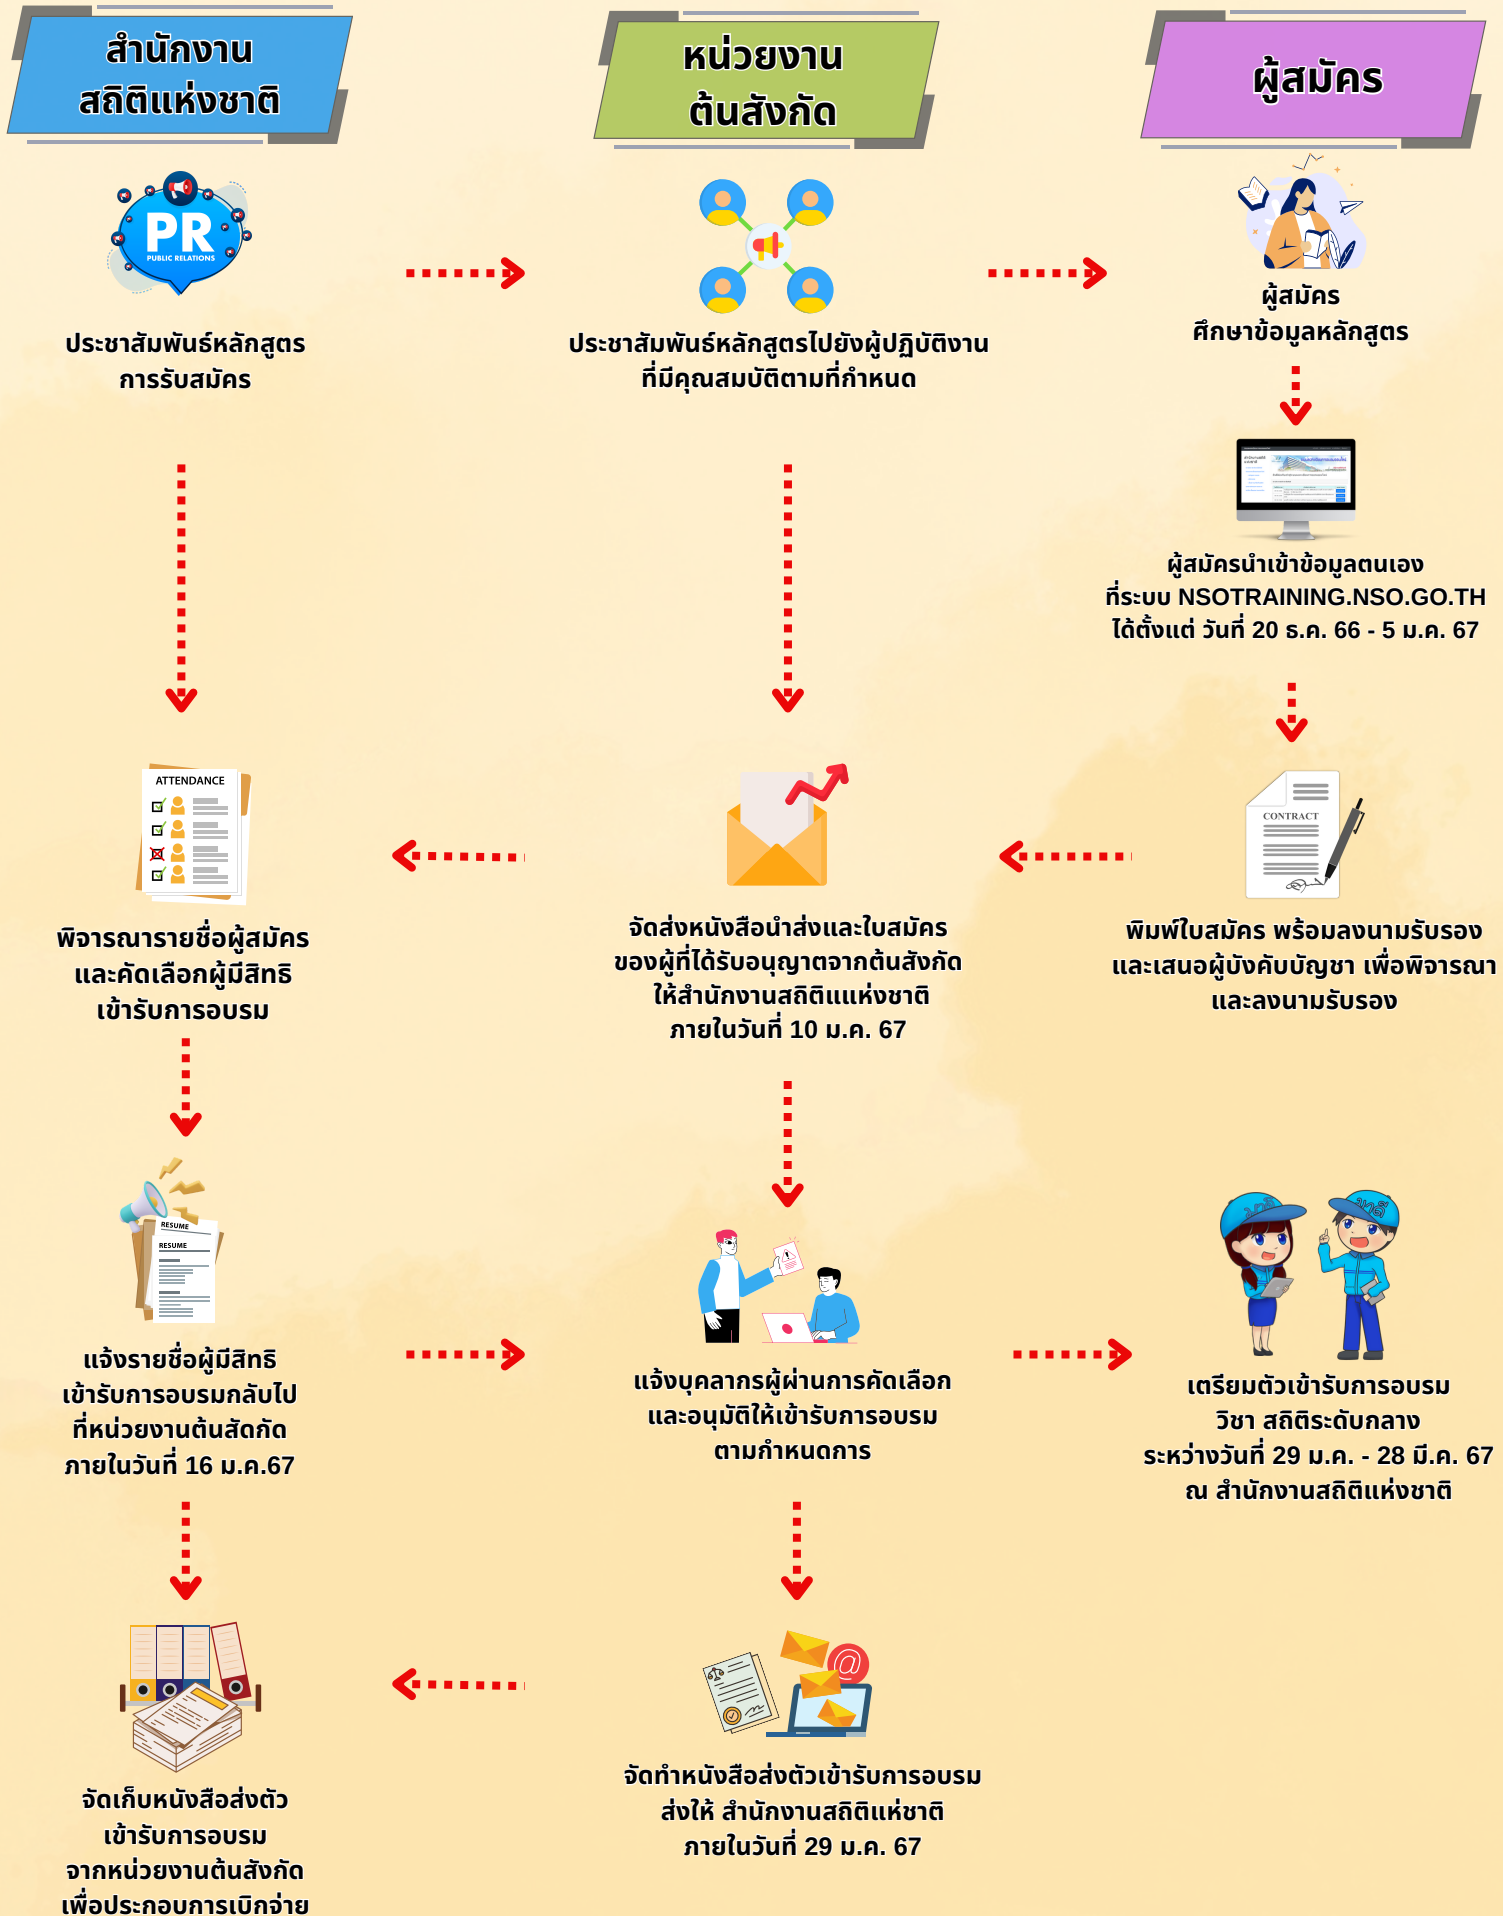 สำนักงาน
สถิติแห่งชาติ
หน่วยงาน
ต้นสังกัด
ผู้สมัคร
PR
PUBLIC RELATIONS
ประชาสัมพันธ์หลักสูตร
การรับสมัคร
ประชาสัมพันธ์หลักสูตรไปยังผู้ปฏิบัติงาน
ที่มีคุณสมบัติตามที่กำหนด
ผู้สมัคร
ศึกษาข้อมูลหลักสูตร
ผู้สมัครนำเข้าข้อมูลตนเอง
ที่ระบบ NSOTRAINING.NSO.GO.TH
ได้ตั้งแต่ วันที่ 20 ธ.ค. 66 - 5 ม.ค. 67
ATTENDANCE
พิจารณารายชื่อผู้สมัคร
และคัดเลือกผู้มีสิทธิ
เข้ารับการอบรม
จัดส่งหนังสือนำส่งและใบสมัคร
ของผู้ที่ได้รับอนุญาตจากต้นสังกัด
ให้สำนักงานสถิติแแห่งชาติ
ภายในวันที่ 10 ม.ค. 67
CONTRACT
พิมพ์ใบสมัคร พร้อมลงนามรับรอง
และเสนอผู้บังคับบัญชา เพื่อพิจารณา
และลงนามรับรอง
RESUME
RESUME
แจ้งรายชื่อผู้มีสิทธิ
เข้ารับการอบรมกลับไป
ที่หน่วยงานต้นสัดกัด
ภายในวันที่ 16 ม.ค.67
แจ้งบุคลากรผู้ผ่านการคัดเลือก
และอนุมัติให้เข้ารับการอบรม
ตามกำหนดการ
มาดี
มาดี
เตรียมตัวเข้ารับการอบรม
วิชา สถิติระดับกลาง
ระหว่างวันที่ 29 ม.ค. - 28 มี.ค. 67
ณ สำนักงานสถิติแห่งชาติ
จัดเก็บหนังสือส่งตัว
เข้ารับการอบรม
จากหน่วยงานต้นสังกัด
เพื่อประกอบการเบิกจ่าย
@
จัดทำหนังสือส่งตัวเข้ารับการอบรม
ส่งให้ สำนักงานสถิติแห่ชาติ
ภายในวันที่ 29 ม.ค. 67